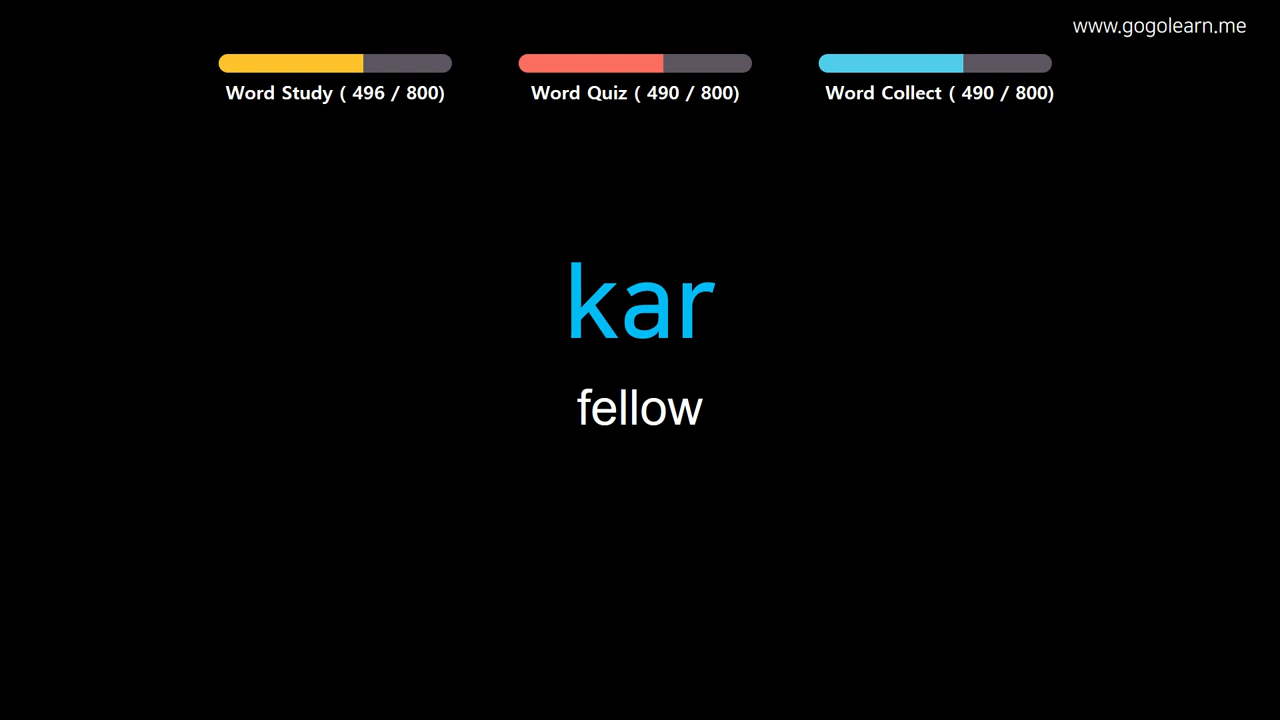 www.gogolearn.me
Word Study ( 496 / 800)
Word Quiz ( 490 / 800)
Word Collect ( 490 / 800)
kar
fellow